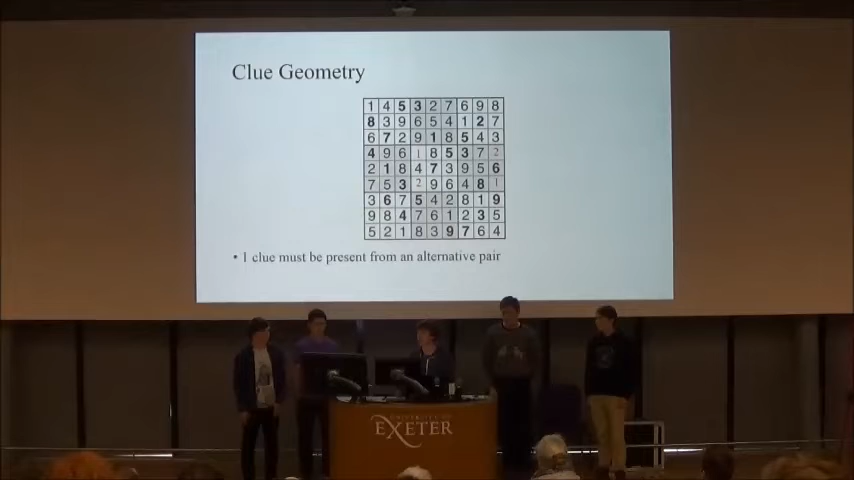 Clue Geometry
1 4 5 3 2 7 6 9 8
8 3 9 6 5 4 1 2 7
6 7 2 9 1 8 5 4 3
4 9 6 1 8 5 3 7 2
2 1 8 4 7 3 9 5 6
7 5 3 2 9 6 4 8 1
3 6 7 5 4 2 8 1 9
9 8 4 7 6 1 2 3 5
5 2 1 8 3 9 7 6 4
• 1 clue must be present from an alternative pair
UNIVERSITY OF
EXETER